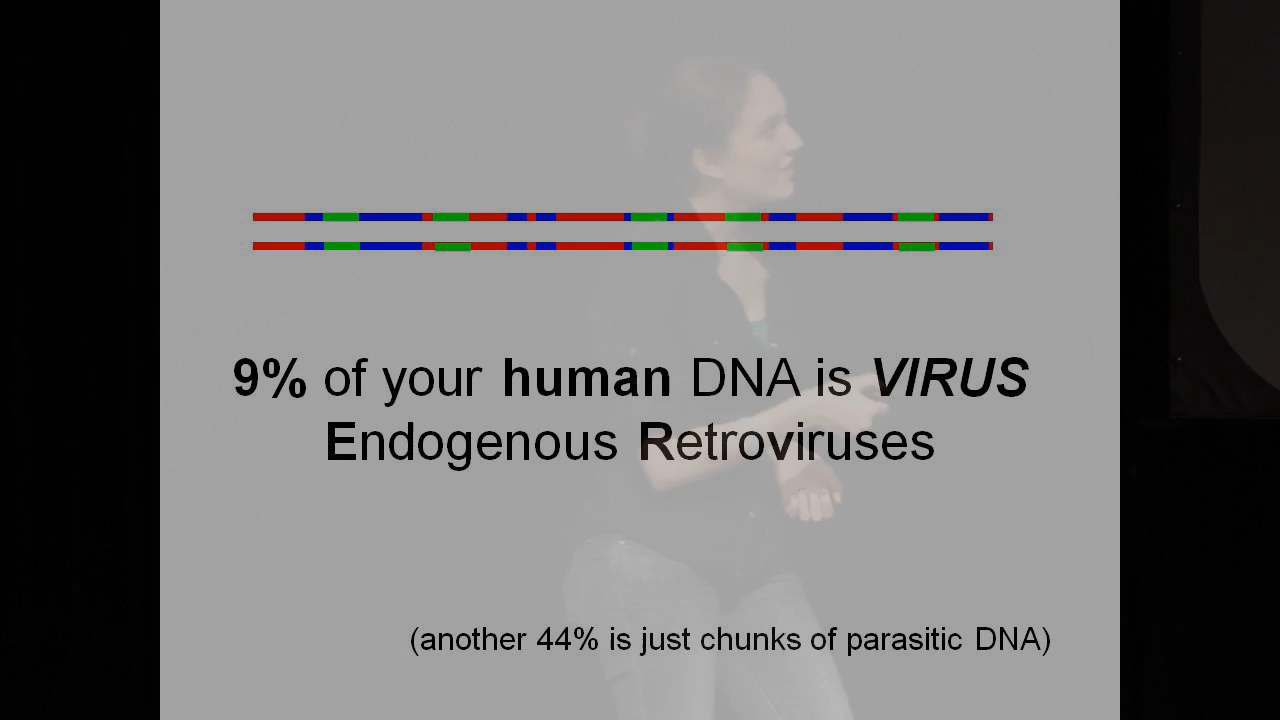 9% of your human DNA is VIRUS
Endogenous Retroviruses
(another 44% is just chunks of parasitic DNA)